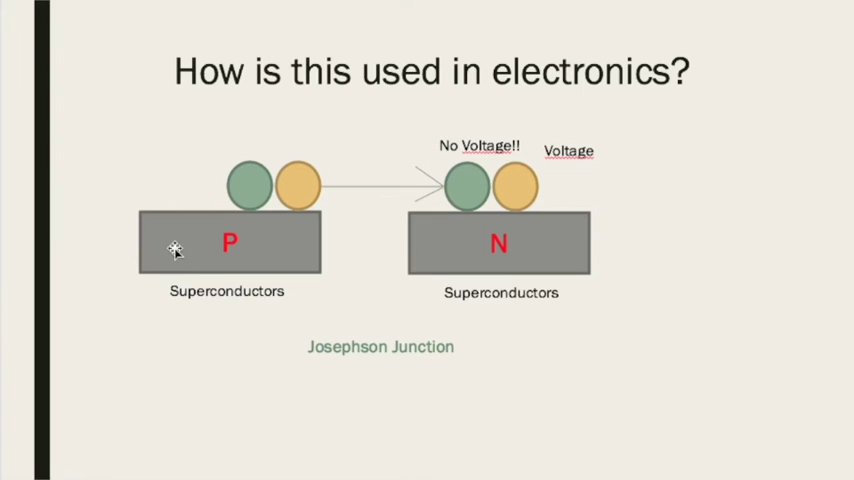 How is this used in electronics?
No Voltage!!
Voltage
P
N
Superconductors
Superconductors
Josephson Junction